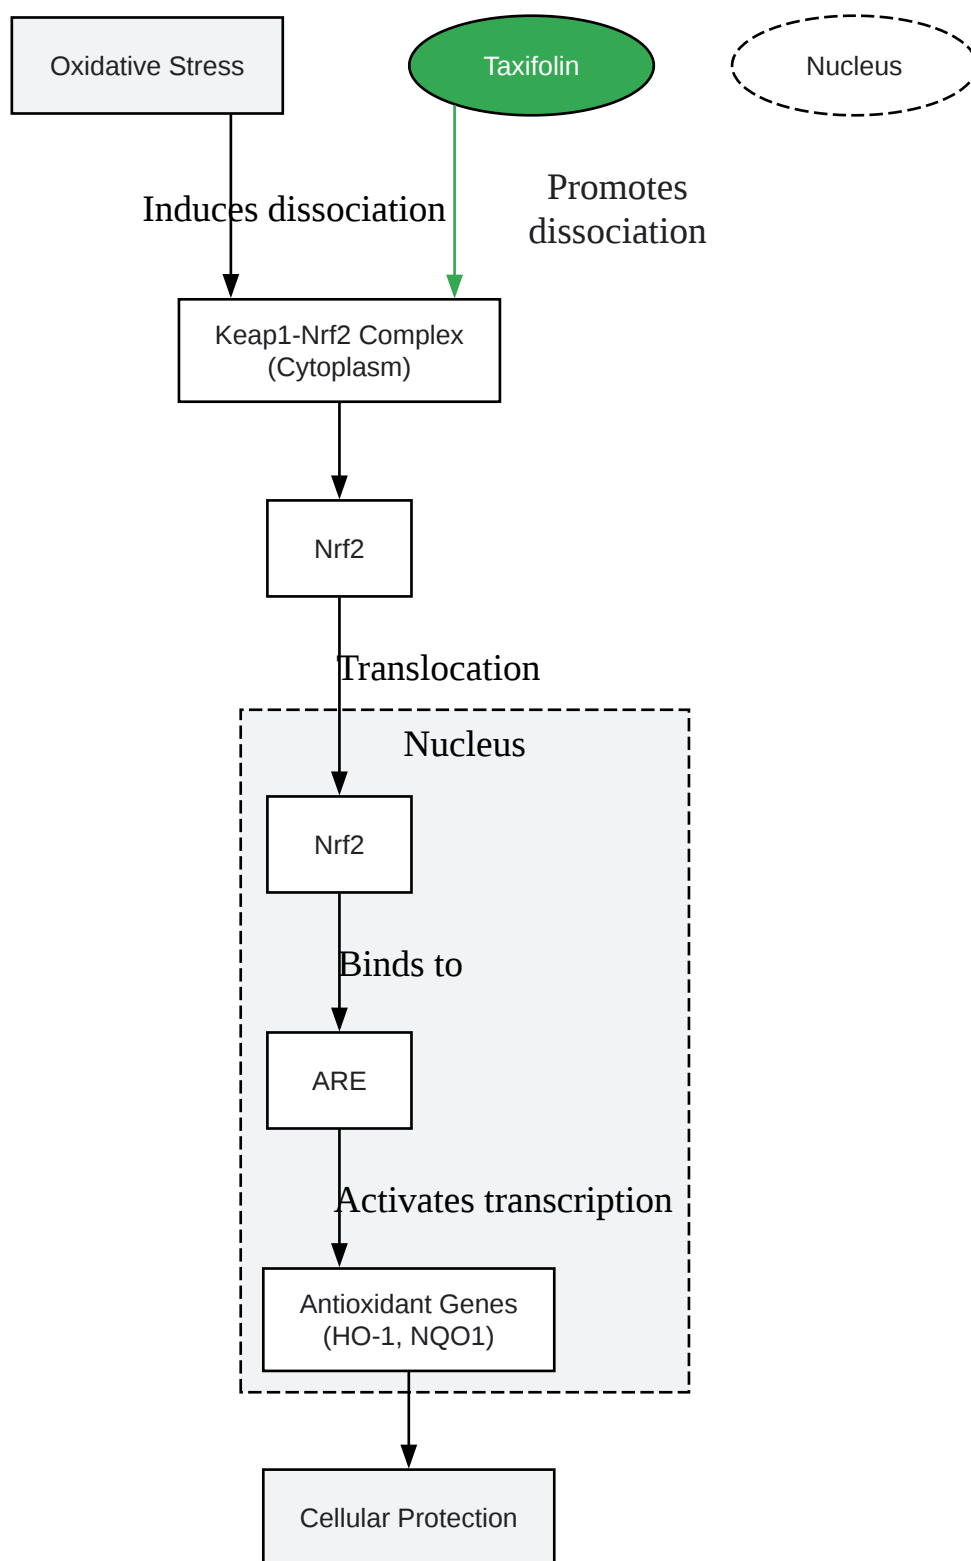 Oxidative Stress
Taxifolin
Nucleus
Induces dissociation
Promotes
dissociation
Keap1-Nrf2 Complex
(Cytoplasm)
Nrf2
Translocation
Nucleus
Nrf2
Binds to
ARE
Activates transcription
Antioxidant Genes
(HO-1, NQO1)
Cellular Protection